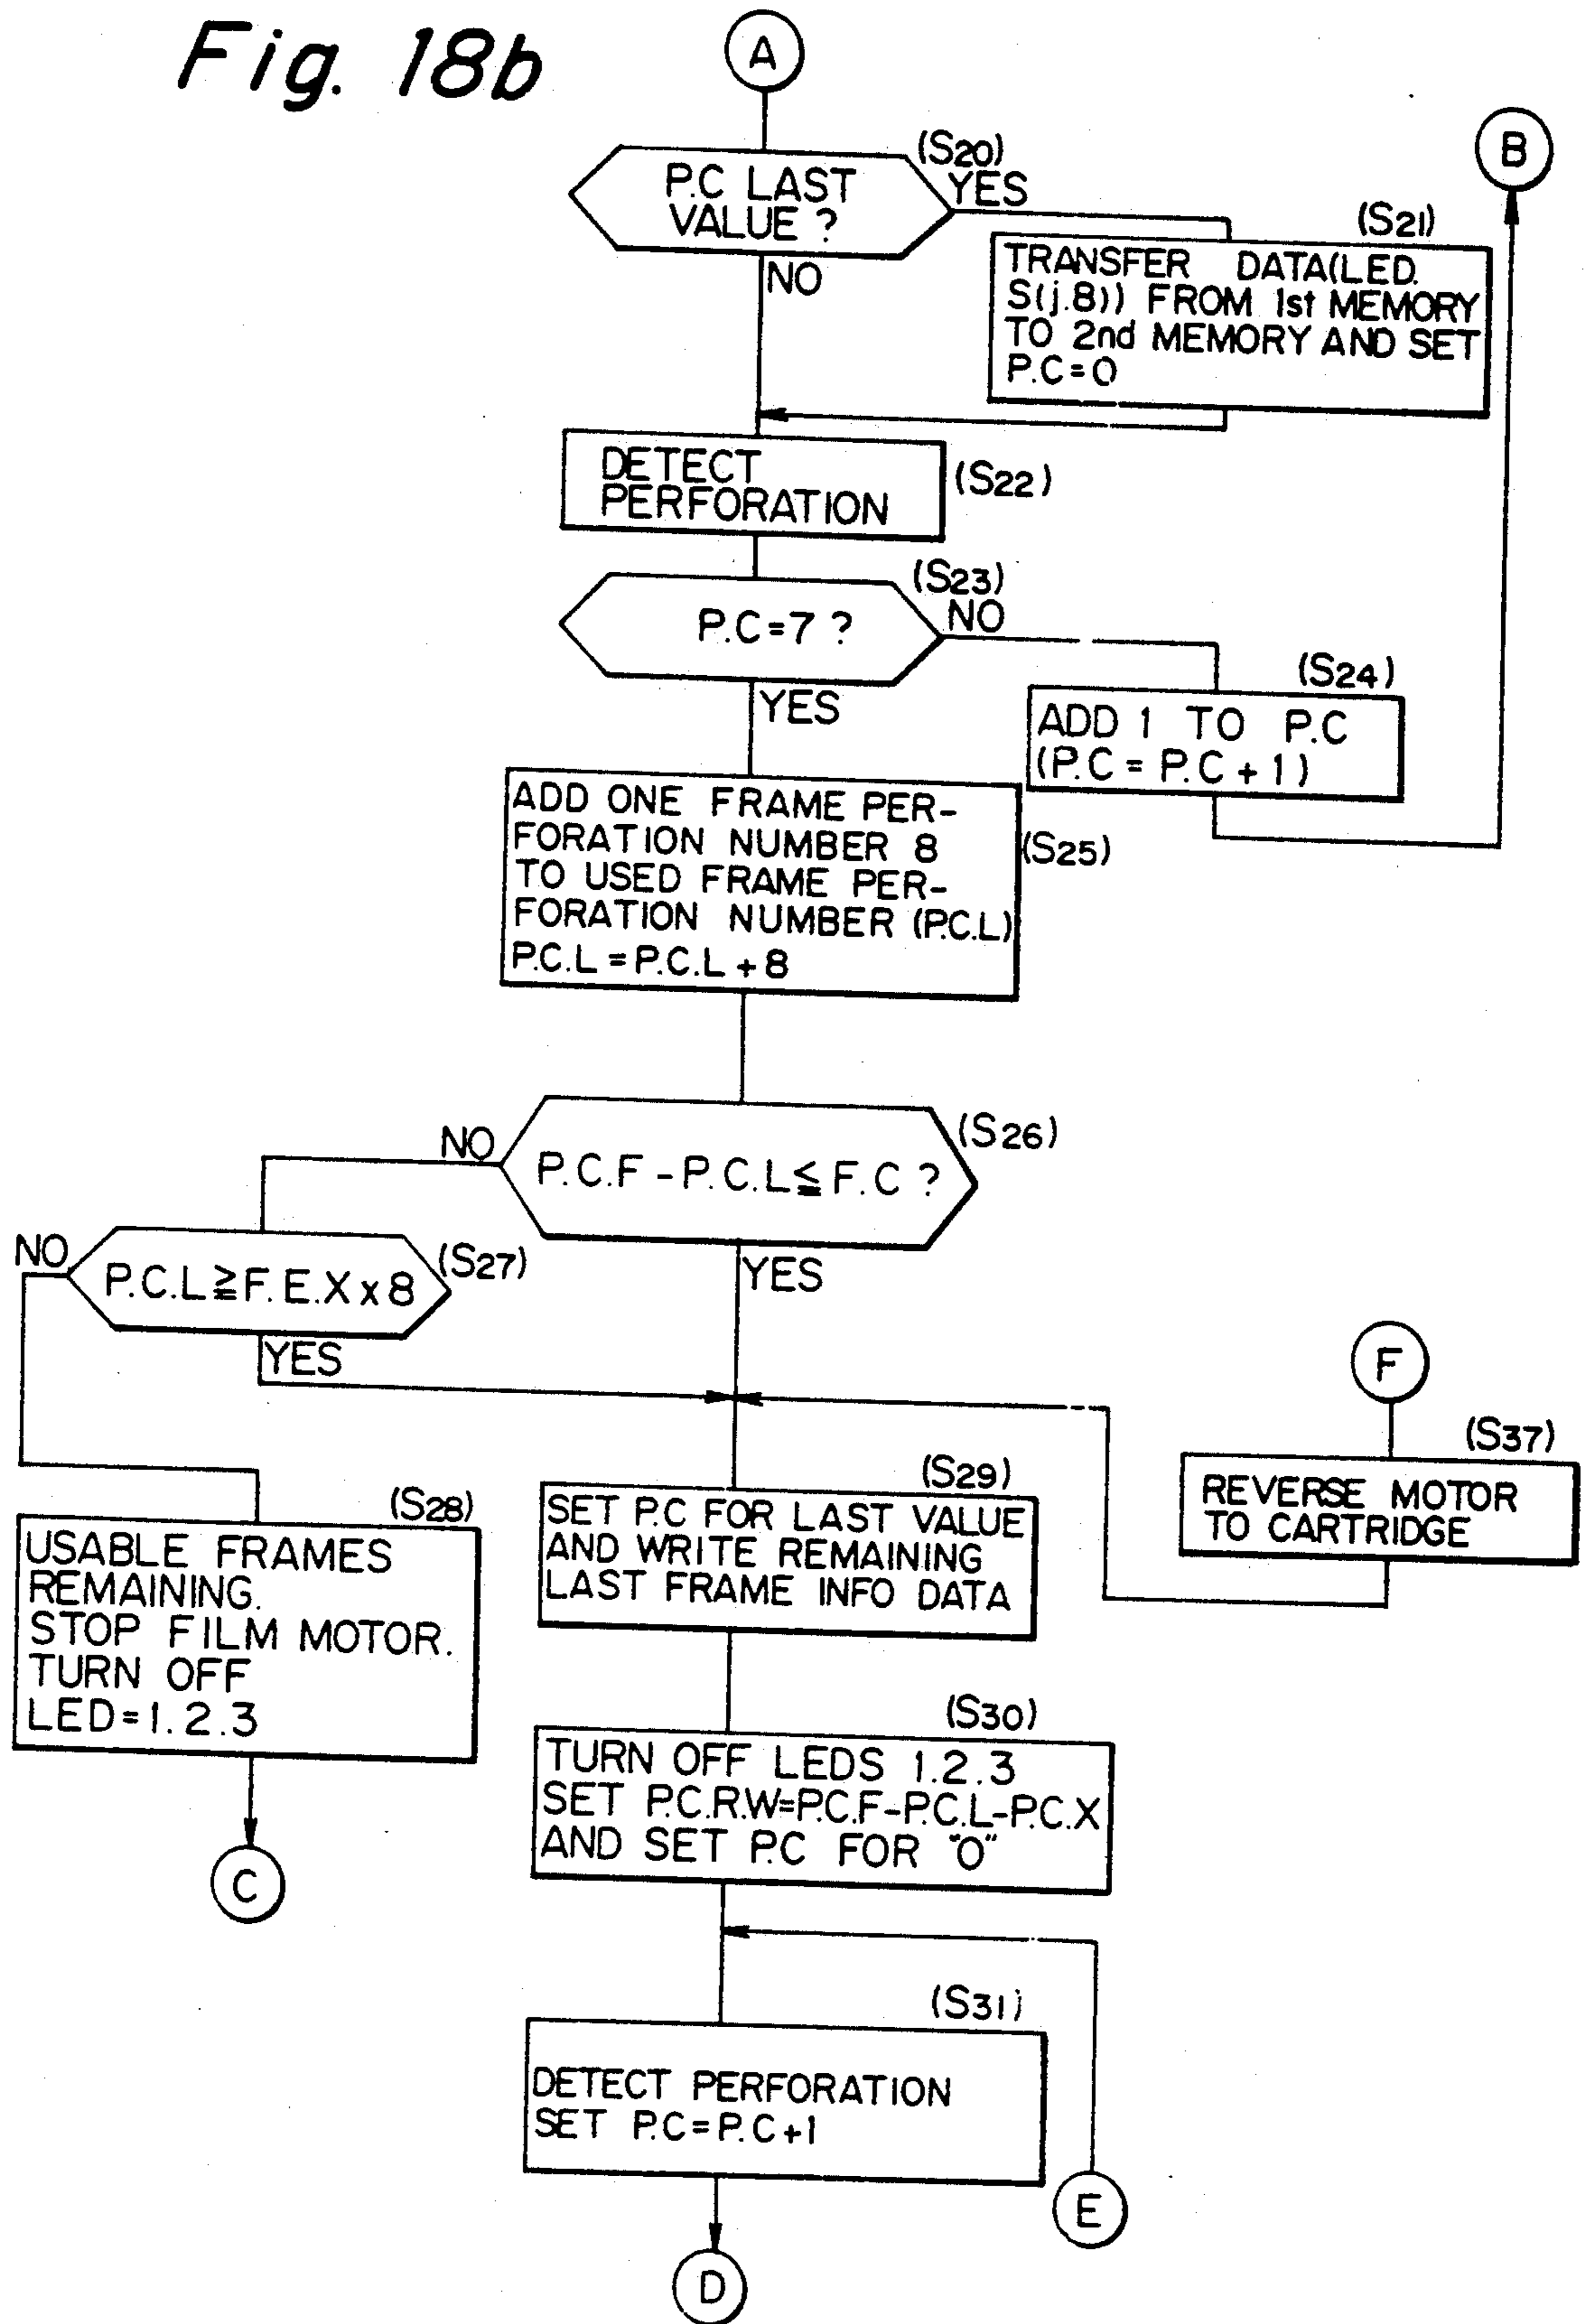 Fig. 18b
A
B
(S20)
P.C LAST
VALUE ?
YES
NO
(S21)
TRANSFER DATA(LED.
S(j.8)) FROM 1st MEMORY
TO 2nd MEMORY AND SET
P.C=0
DETECT
PERFORATION
(S22)
(S23)
P.C=7 ?
NO
YES
(S24)
ADD 1 TO P.C
(P.C = P.C + 1)
ADD ONE FRAME PER-
FORATION NUMBER 8
TO USED FRAME PER-
FORATION NUMBER (P.C.L)
P.C.L = P.C.L + 8
(S25)
(S26)
NO
P.C.F - P.C.L ≦ F.C ?
YES
NO
(S27)
P.C.L ≧ F.E.X x 8
YES
F
(S37)
REVERSE MOTOR
TO CARTRIDGE
(S28)
USABLE FRAMES
REMAINING.
STOP FILM MOTOR.
TURN OFF
LED=1.2.3
C
(S29)
SET P.C FOR LAST VALUE
AND WRITE REMAINING
LAST FRAME INFO DATA
(S30)
TURN OFF LEDS 1.2.3
SET P.C.R.W=P.C.F-P.C.L-P.C.X
AND SET P.C FOR "0"
(S31)
DETECT PERFORATION
SET P.C=P.C+1
E
D